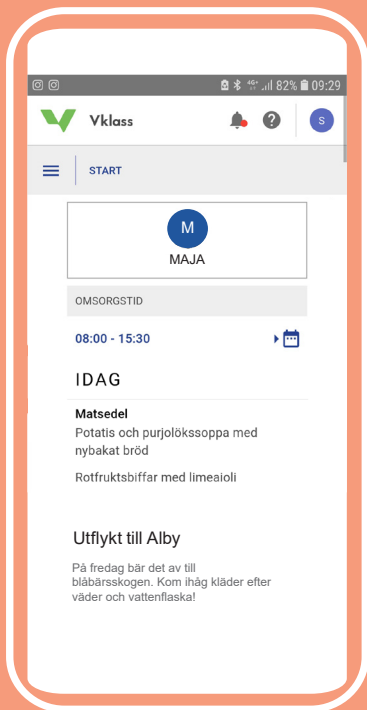 4G+ 82% 09:29
Vklass
S
START
M
MAJA
OMSORGSTID
08:00 - 15:30
IDAG
Matsedel
Potatis och purjolökssoppa med
nybakat bröd
Rotfruktsbiffar med limeaioli
Utflykt till Alby
På fredag bär det av till
blåbärsskogen. Kom ihåg kläder efter
väder och vattenflaska!